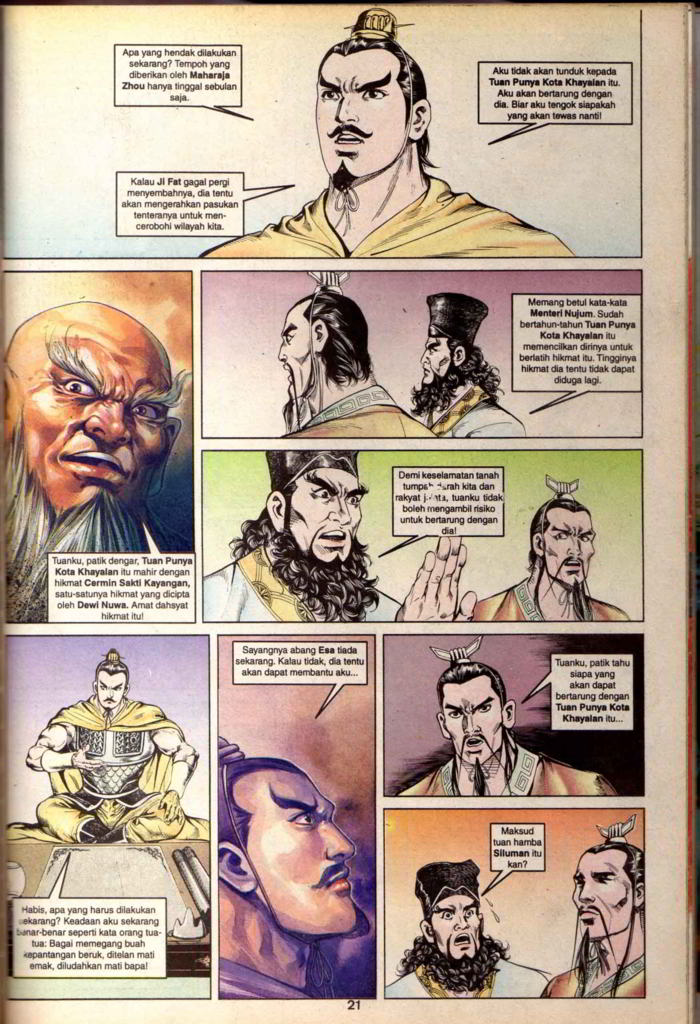 Apa yang hendak dilakukan
sekarang? Tempoh yang
diberikan oleh Maharaja
Zhou hanya tinggal sebulan
saja.
Aku tidak akan tunduk kepada
Tuan Punya Kota Khayalan itu.
Aku akan bertarung dengan
dia. Biar aku tengok siapakah
yang akan tewas nanti!
Kalau Ji Fat gagal pergi
menyembahnya, dia tentu
akan mengerahkan pasukan
tenteranya untuk men-
cerobohi wilayah kita.
Tuanku, patik dengar, Tuan Punya
Kota Khayalan itu mahir dengan
hikmat Cermin Sakti Kayangan,
satu-satunya hikmat yang dicipta
oleh Dewi Nuwa. Amat dahsyat
hikmat itu!
Memang betul kata-kata
Menteri Nujum. Sudah
bertahun-tahun Tuan Punya
Kota Khayalan itu
memencilkan dirinya untuk
berlatih hikmat itu. Tingginya
hikmat dia tentu tidak dapat
diduga lagi.
Demi keselamatan tanah
kita dan
rakyat tuanku tidak
boleh mengambil risiko
untuk bertarung dengan
dia!
Habis, apa yang harus dilakukan
sekarang? Keadaan aku sekarang
benar-benar seperti kata orang tua-
tua: Bagai memegang buah
kepantangan beruk, ditelan mati
emak, diludahkan mati bapa!
Sayangnya abang Esa tiada
sekarang. Kalau tidak, dia tentu
akan dapat membantu aku...
Tuanku, patik tahu
siapa yang
akan dapat
bertarung dengan
Tuan Punya Kota
Khayalan itu...
Maksud
tuan hamba
Siluman itu
kan?
21